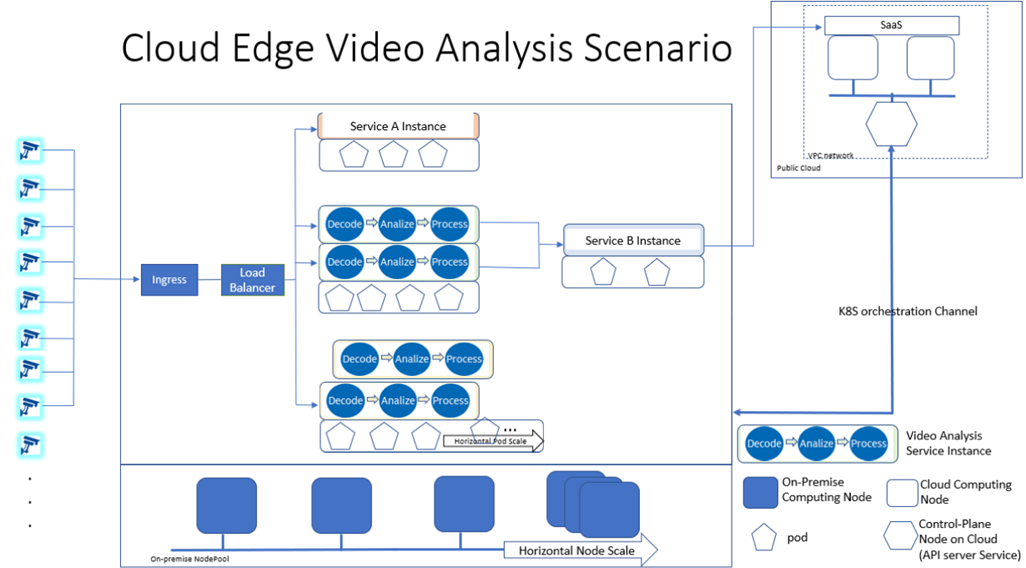 Cloud Edge Video Analysis Scenario
SaaS
VPC network
Public Cloud
Service A Instance
Decode
Analize
Process
Decode
Analize
Process
Service B Instance
Ingress
Load
Balancer
K8S orchestration Channel
Decode
Analize
Process
Decode
Analize
Process
...
Horizontal Pod Scale
Decode
Analize
Process
Video Analysis
Service Instance
On-Premise
Computing Node
Cloud Computing
Node
pod
Control-Plane
Node on Cloud
(API server Service)
Horizontal Node Scale
On-premise NodePool